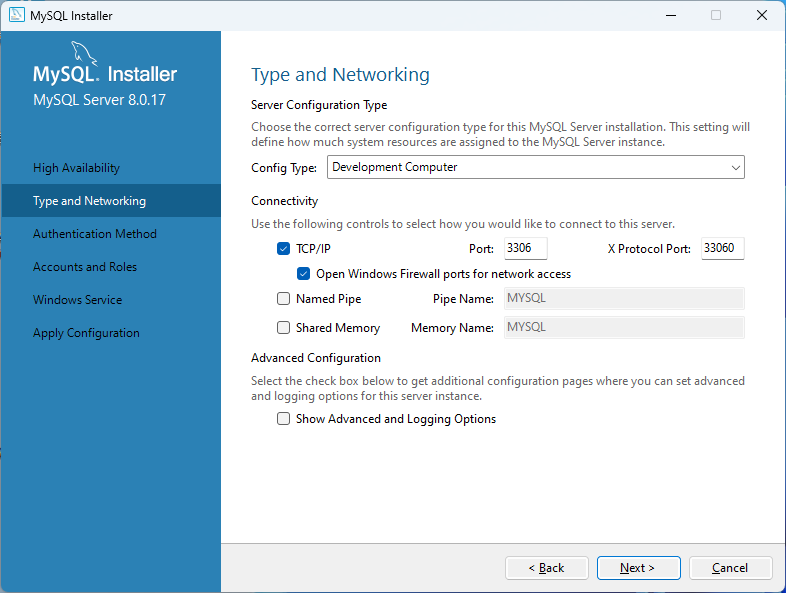 MySQL Installer
MySQL. Installer
MySQL Server 8.0.17
High Availability
Type and Networking
Authentication Method
Accounts and Roles
Windows Service
Apply Configuration
Type and Networking
Server Configuration Type
Choose the correct server configuration type for this MySQL Server installation. This setting will
define how much system resources are assigned to the MySQL Server instance.
Config Type: Development Computer
Connectivity
Use the following controls to select how you would like to connect to this server.
TCP/IP Port: 3306 X Protocol Port: 33060
Open Windows Firewall ports for network access
Named Pipe Pipe Name: MYSQL
Shared Memory Memory Name: MYSQL
Advanced Configuration
Select the check box below to get additional configuration pages where you can set advanced
and logging options for this server instance.
Show Advanced and Logging Options
< Back Next > Cancel